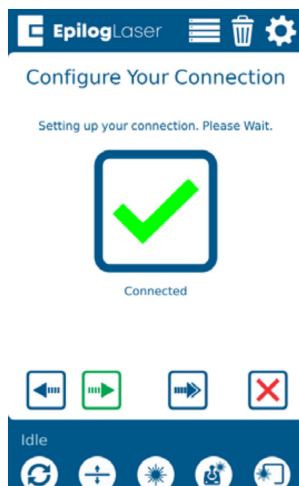 EpilogLaser
Configure Your Connection
Setting up your connection. Please Wait.
Connected
Idle